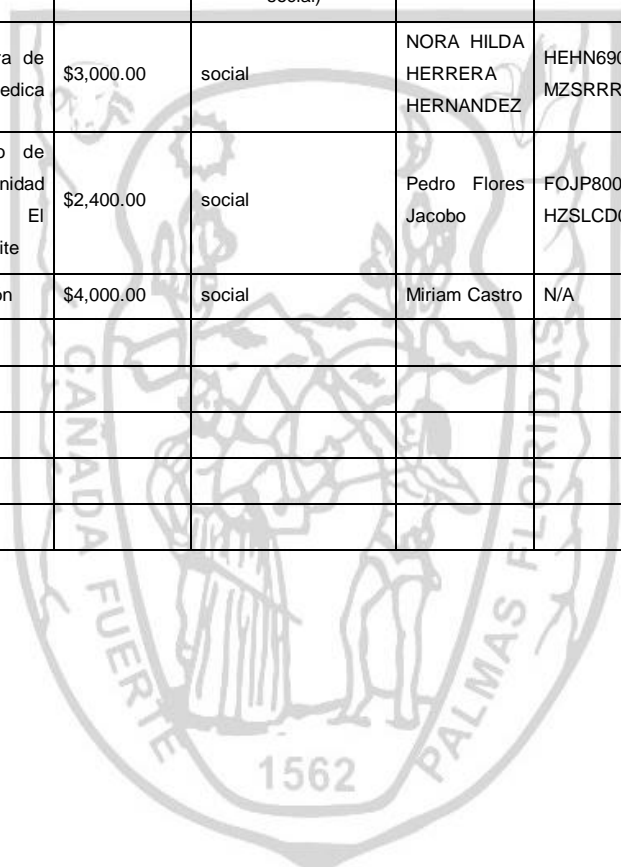 social)
ra de
edica
$3,000.00
social
NORA HILDA
HERRERA
HERNANDEZ
HEHN690
MZSRRR
o de
nidad
El
ite
$2,400.00
social
Pedro Flores
Jacobo
FOJP800
HZSLCD0
on
$4,000.00
social
Miriam Castro
N/A
CAÑADA FUERTE
PALMAS FLORIDAS
1562